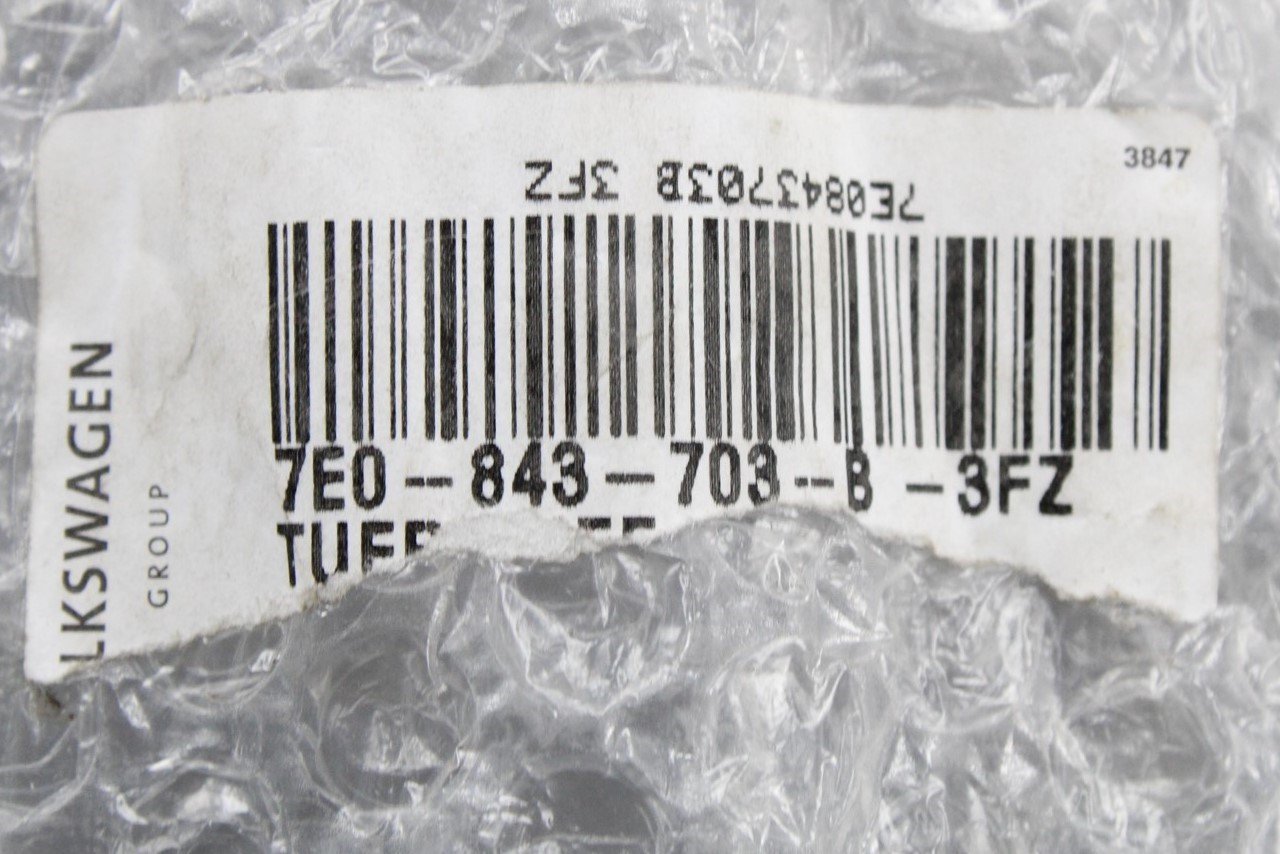 3847
7E0843703B 3FZ
7E0-843-703-B -3FZ
LKSWAGEN
GROUP